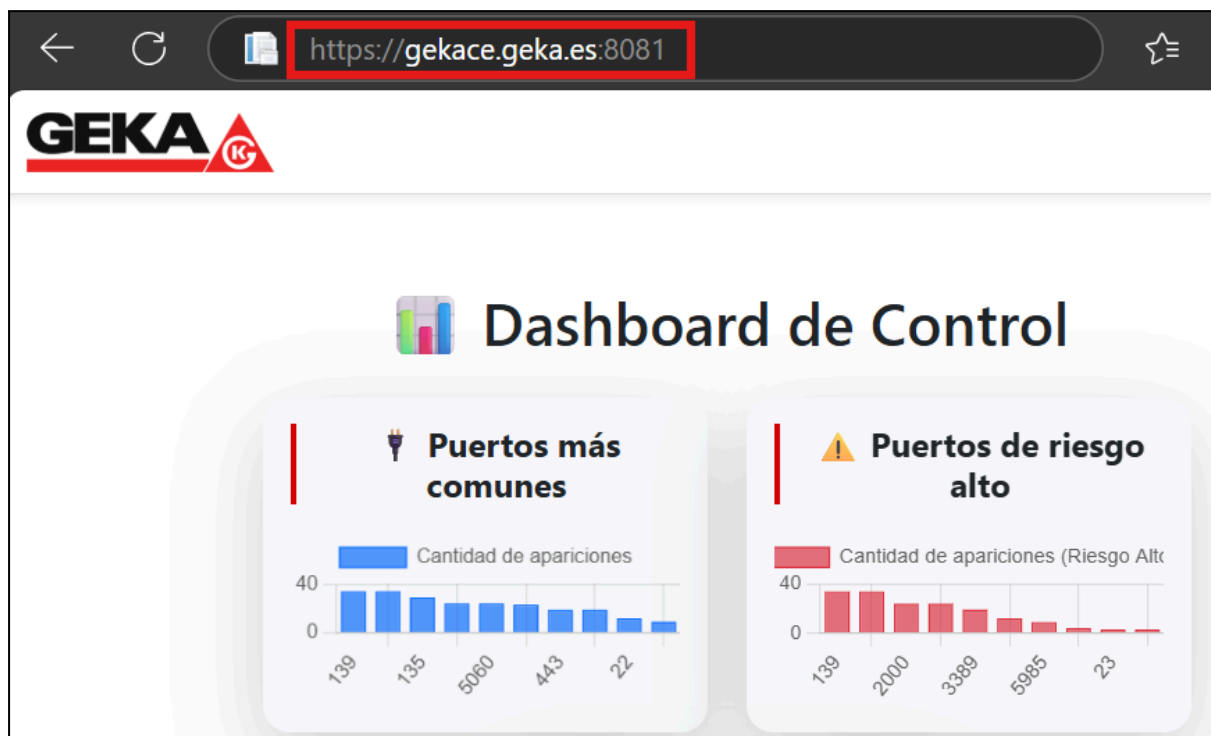 https://gekace.geka.es:8081
GEKA
KG
Dashboard de Control
Puertos más
comunes
Cantidad de apariciones
40
0
139
135
5060
443
22
Puertos de riesgo
alto
Cantidad de apariciones (Riesgo Alto
40
0
139
2000
3389
5985
23